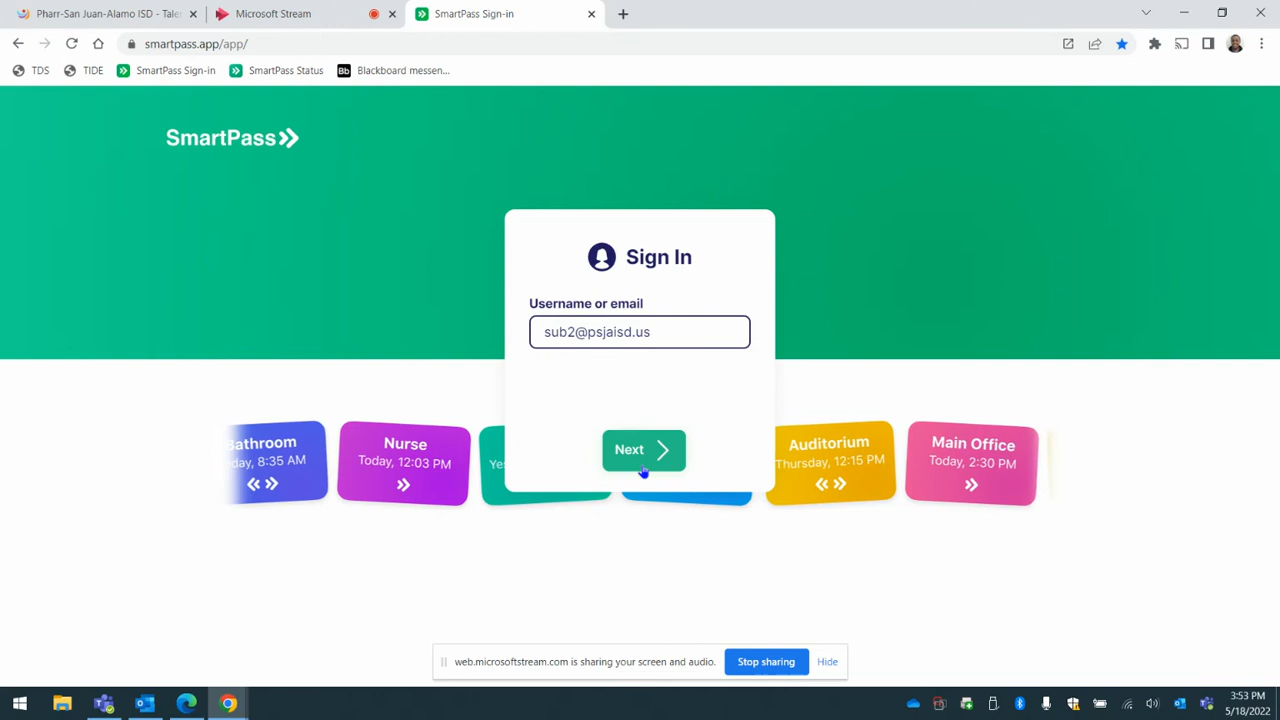 Pharr-San Juan-Alamo ISD - Tale
Microsoft Stream
SmartPass Sign-in
smartpass.app/app/
TDS
TIDE
SmartPass Sign-in
SmartPass Status
Bb
Blackboard messen...
SmartPass
Sign In
Username or email
sub2@psjaisd.us
Bathroom
day, 8:35 AM
Nurse
Today, 12:03 PM
Yes
Next
Auditorium
Thursday, 12:15 PM
Main Office
Today, 2:30 PM
web.microsoftstream.com is sharing your screen and audio.
Stop sharing
Hide
3:53 PM
5/18/2022